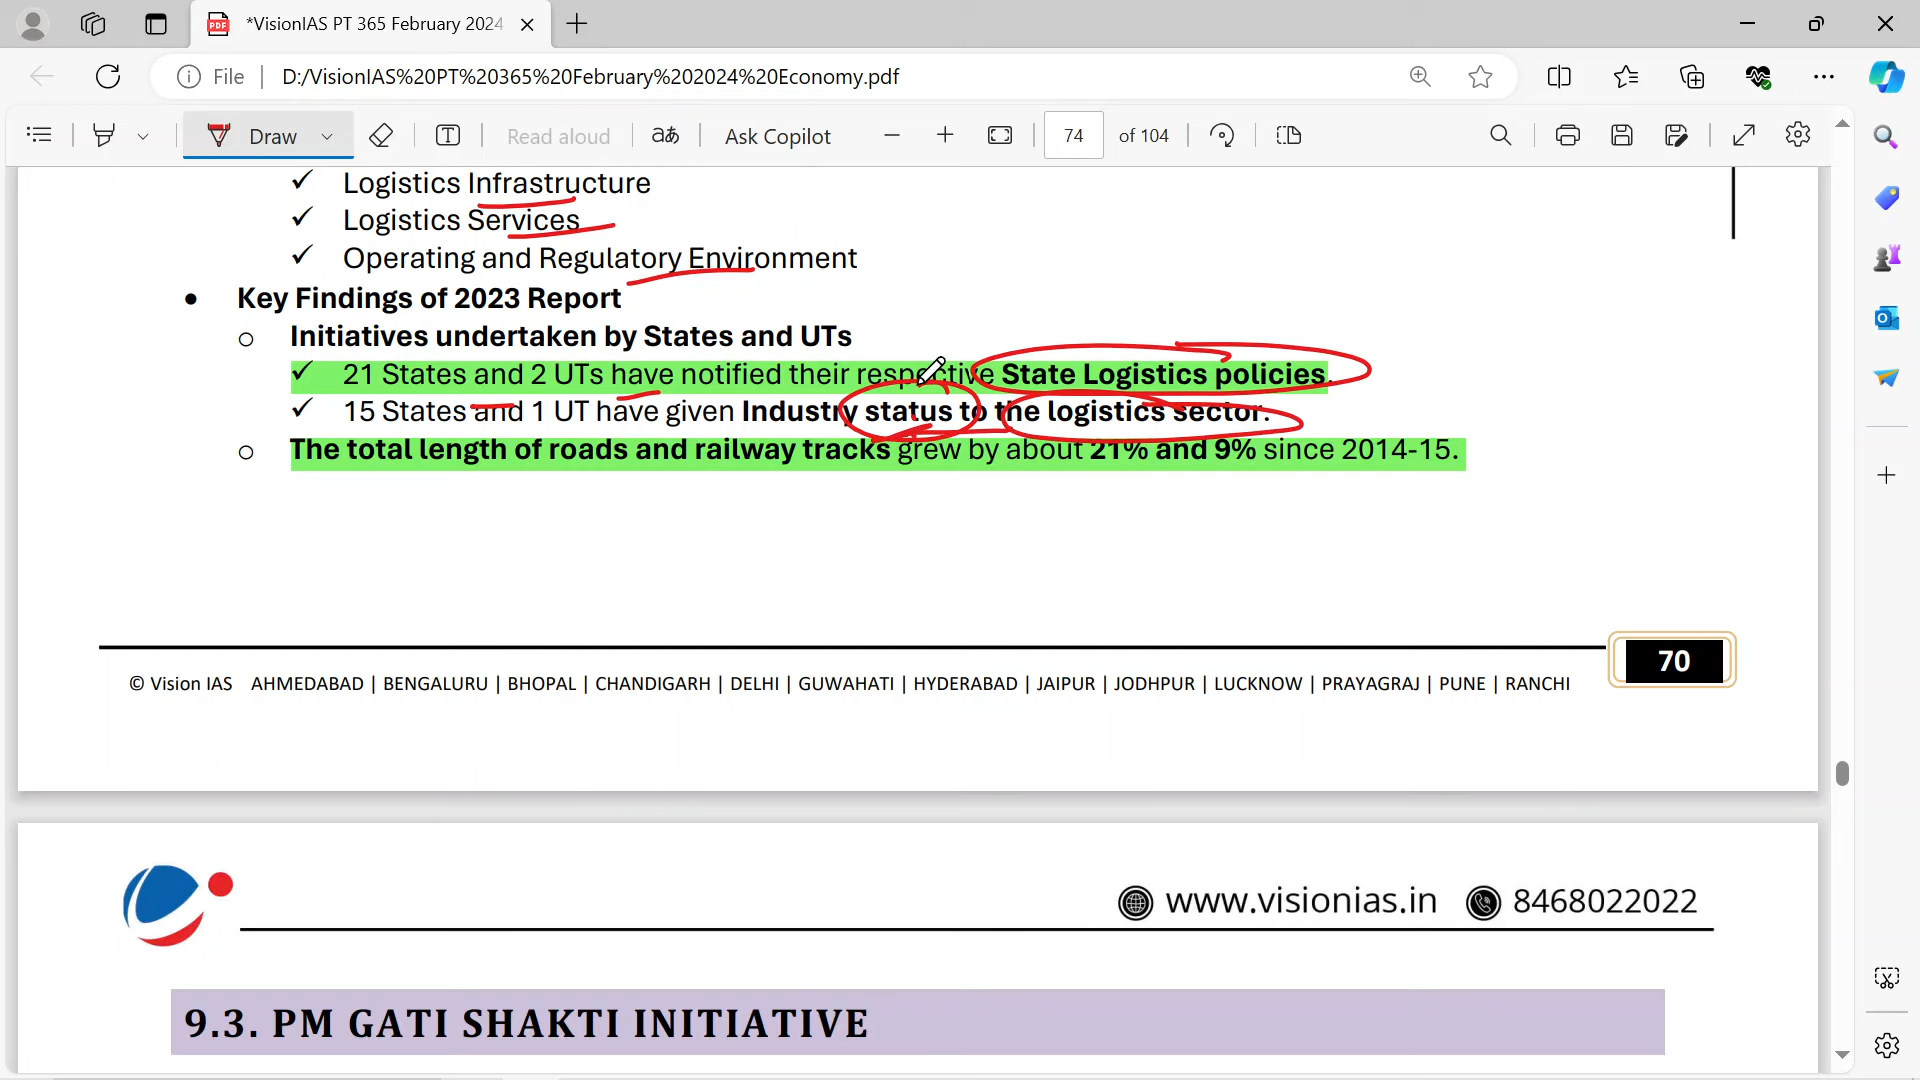 *VisionIAS PT 365 February 2024
File
D:/VisionIAS%20PT%20365%20February%202024%20Economy.pdf
Draw
Read aloud
aあ
Ask Copilot
74
of 104
✓ Logistics Infrastructure
✓ Logistics Services
✓ Operating and Regulatory Environment
• Key Findings of 2023 Report
o Initiatives undertaken by States and UTs
✓ 21 States and 2 UTs have notified their respective State Logistics policies.
✓ 15 States and 1 UT have given Industry status to the logistics sector.
o The total length of roads and railway tracks grew by about 21% and 9% since 2014-15.
70
© Vision IAS AHMEDABAD | BENGALURU | BHOPAL | CHANDIGARH | DELHI | GUWAHATI | HYDERABAD | JAIPUR | JODHPUR | LUCKNOW | PRAYAGRAJ | PUNE | RANCHI
www.visionias.in 8468022022
9.3. PM GATI SHAKTI INITIATIVE